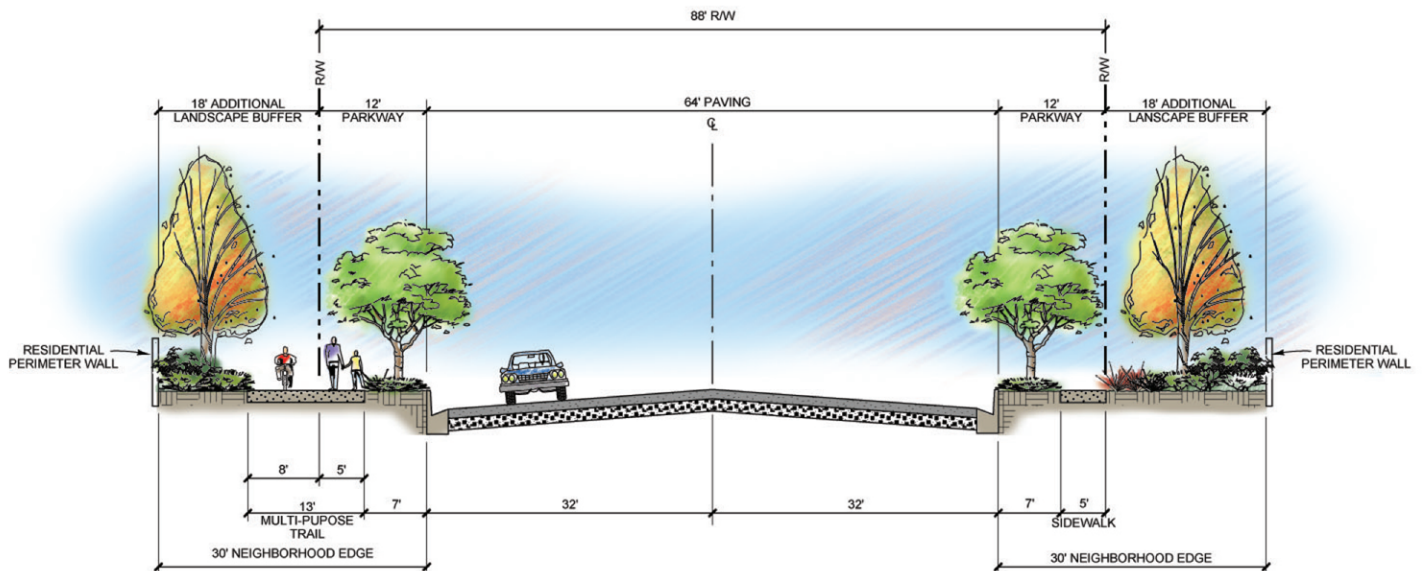 88' R/W
R/W
R/W
18' ADDITIONAL
LANDSCAPE BUFFER
12'
PARKWAY
64' PAVING
℄
12'
PARKWAY
18' ADDITIONAL
LANSCAPE BUFFER
RESIDENTIAL
PERIMETER WALL
RESIDENTIAL
PERIMETER WALL
8'
5'
13'
MULTI-PUPOSE
TRAIL
7'
32'
32'
7'
5'
SIDEWALK
30' NEIGHBORHOOD EDGE
30' NEIGHBORHOOD EDGE